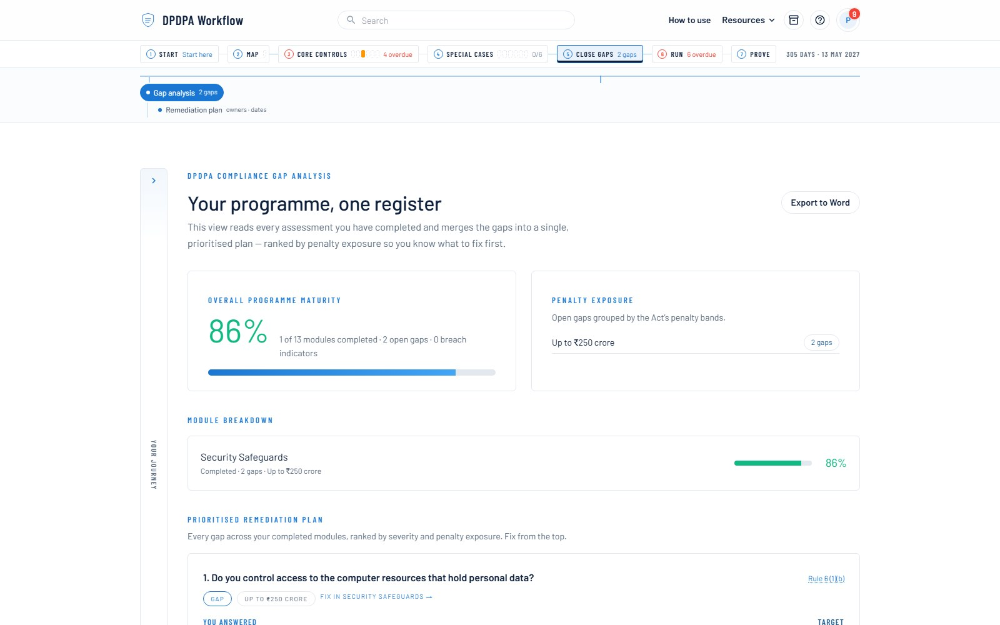 DPDPA Workflow
Search
How to use
Resources
P
9
1 START Start here
2 MAP
3 CORE CONTROLS 4 overdue
4 SPECIAL CASES 0/6
5 CLOSE GAPS 2 gaps
6 RUN 6 overdue
7 PROVE
305 DAYS · 13 MAY 2027
Gap analysis 2 gaps
Remediation plan owners · dates
YOUR JOURNEY
DPDPA COMPLIANCE GAP ANALYSIS
Your programme, one register
Export to Word
This view reads every assessment you have completed and merges the gaps into a single,
prioritised plan — ranked by penalty exposure so you know what to fix first.
OVERALL PROGRAMME MATURITY
86%
1 of 13 modules completed · 2 open gaps · 0 breach
indicators
PENALTY EXPOSURE
Open gaps grouped by the Act's penalty bands.
Up to ₹250 crore
2 gaps
MODULE BREAKDOWN
Security Safeguards
Completed · 2 gaps · Up to ₹250 crore
86%
PRIORITISED REMEDIATION PLAN
Every gap across your completed modules, ranked by severity and penalty exposure. Fix from the top.
1. Do you control access to the computer resources that hold personal data?
Rule 6(1)(b)
GAP
UP TO ₹250 CRORE
FIX IN SECURITY SAFEGUARDS →
YOU ANSWERED
TARGET